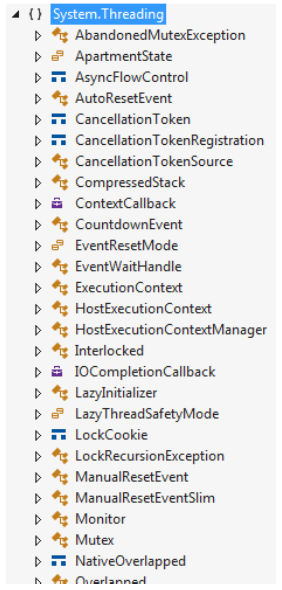 { } System.Threading
AbandonedMutexException
ApartmentState
AsyncFlowControl
AutoResetEvent
CancellationToken
CancellationTokenRegistration
CancellationTokenSource
CompressedStack
ContextCallback
CountdownEvent
EventResetMode
EventWaitHandle
ExecutionContext
HostExecutionContext
HostExecutionContextManager
Interlocked
IOCompletionCallback
LazyInitializer
LazyThreadSafetyMode
LockCookie
LockRecursionException
ManualResetEvent
ManualResetEventSlim
Monitor
Mutex
NativeOverlapped
Overlapped